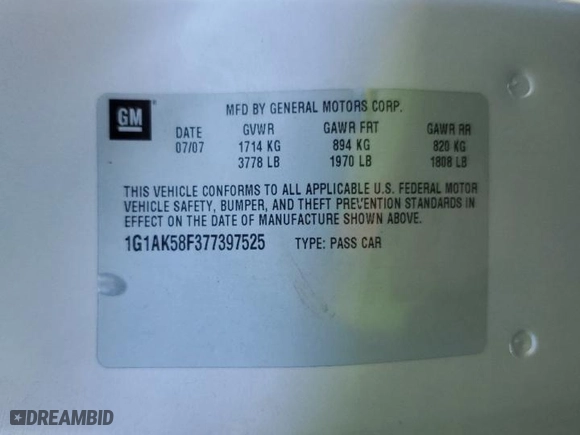 GM
MFD BY GENERAL MOTORS CORP.
DATE GVWR GAWR FRT GAWR RR
07/07 1714 KG 894 KG 820 KG
3778 LB 1970 LB 1808 LB
THIS VEHICLE CONFORMS TO ALL APPLICABLE U.S. FEDERAL MOTOR
VEHICLE SAFETY, BUMPER, AND THEFT PREVENTION STANDARDS IN
EFFECT ON THE DATE OF MANUFACTURE SHOWN ABOVE.
1G1AK58F377397525 TYPE: PASS CAR
DREAMBID